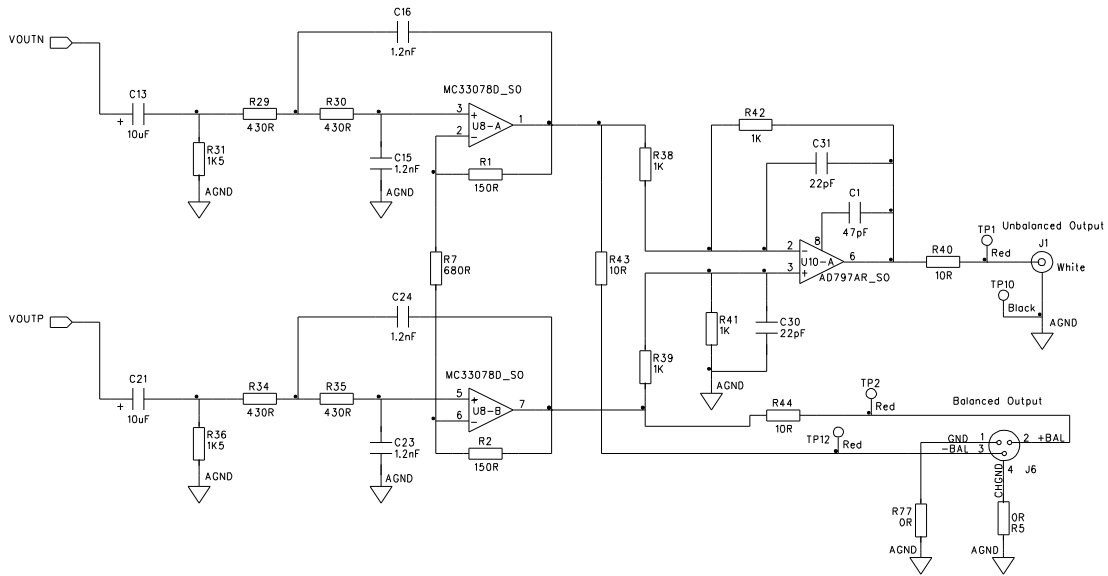 C16
1.2nF
VOUTN
C13
+
10uF
R29
430R
R30
430R
R31
1K5
AGND
C15
1.2nF
AGND
MC33078D_SO
3
+
2
−
U8-A
1
R1
150R
R7
680R
R42
1K
C31
22pF
C1
47pF
R38
1K
R43
10R
2
−
8
U10-A
3
+
6
AD797AR_SO
R40
10R
TP1
Red
Unbalanced Output
J1
White
TP10
Black
AGND
R41
1K
C30
22pF
AGND
R39
1K
VOUTP
C24
1.2nF
C21
+
10uF
R34
430R
R35
430R
R36
1K5
AGND
C23
1.2nF
AGND
MC33078D_SO
5
+
6
−
U8-B
7
R2
150R
R44
10R
TP2
Red
TP12
Red
Balanced Output
GND 1
2 +BAL
-BAL 3
4
J6
CHGND
R77
0R
AGND
0R
R5
AGND